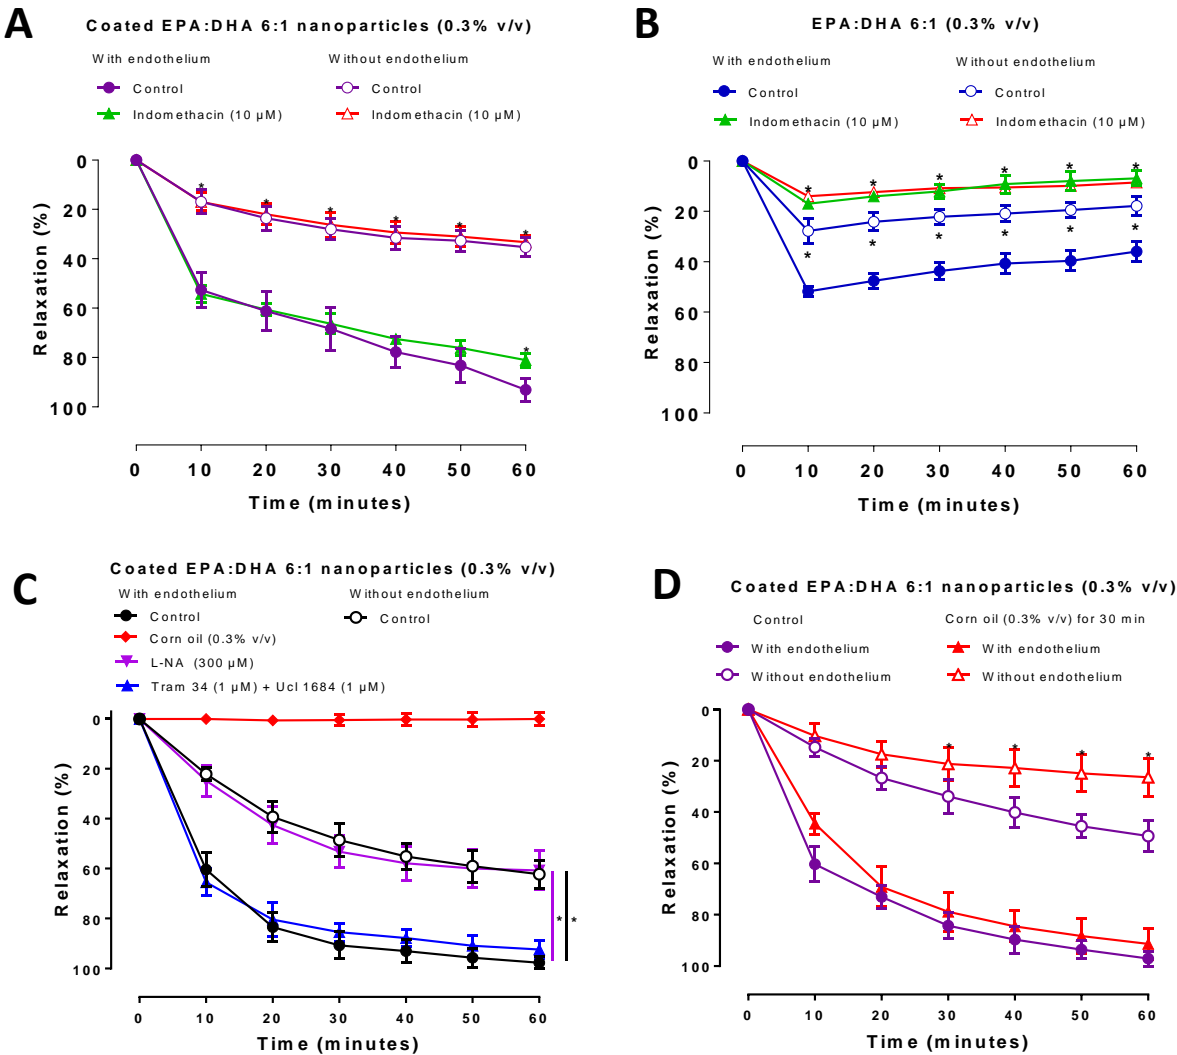 A
Coated EPA:DHA 6:1 nanoparticles (0.3% v/v)
With endothelium
Without endothelium
Control
Control
Indomethacin (10 µM)
Indomethacin (10 µM)
0
20
40
60
80
100
Relaxation (%)
* * * * * *
*
0 10 20 30 40 50 60
Time (minutes)
B
EPA:DHA 6:1 (0.3% v/v)
With endothelium
Without endothelium
Control
Control
Indomethacin (10 µM)
Indomethacin (10 µM)
0
20
40
60
80
100
Relaxation (%)
* * * * * *
* * * * * *
0 10 20 30 40 50 60
Time (minutes)
C
Coated EPA:DHA 6:1 nanoparticles (0.3% v/v)
With endothelium
Without endothelium
Control
Control
Corn oil (0.3% v/v)
L-NA (300 µM)
Tram 34 (1 µM) + Ucl 1684 (1 µM)
0
20
40
60
80
100
Relaxation (%)
* *
0 10 20 30 40 50 60
Time (minutes)
D
Coated EPA:DHA 6:1 nanoparticles (0.3% v/v)
Control
Corn oil (0.3% v/v) for 30 min
With endothelium
With endothelium
Without endothelium
Without endothelium
0
20
40
60
80
100
Relaxation (%)
* * * *
0 10 20 30 40 50 60
Time (minutes)